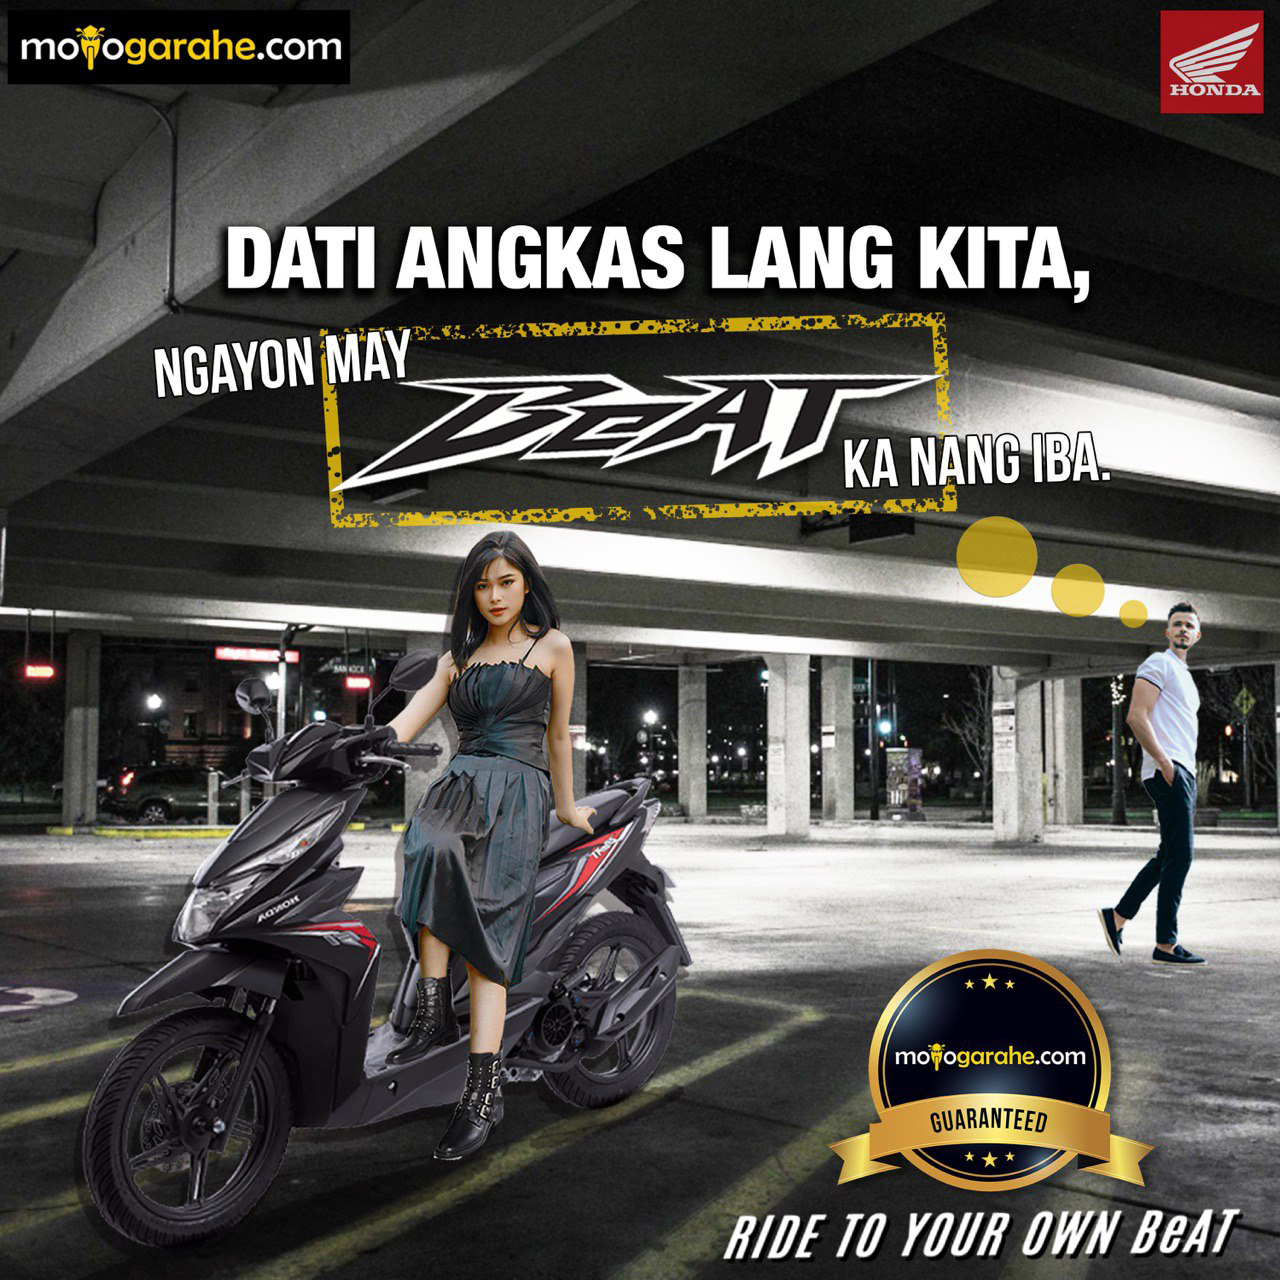 motogarahe.com
HONDA
DATI ANGKAS LANG KITA,
NGAYON MAY
BeAT
KA NANG IBA.
HONDA
motogarahe.com
GUARANTEED
RIDE TO YOUR OWN BeAT